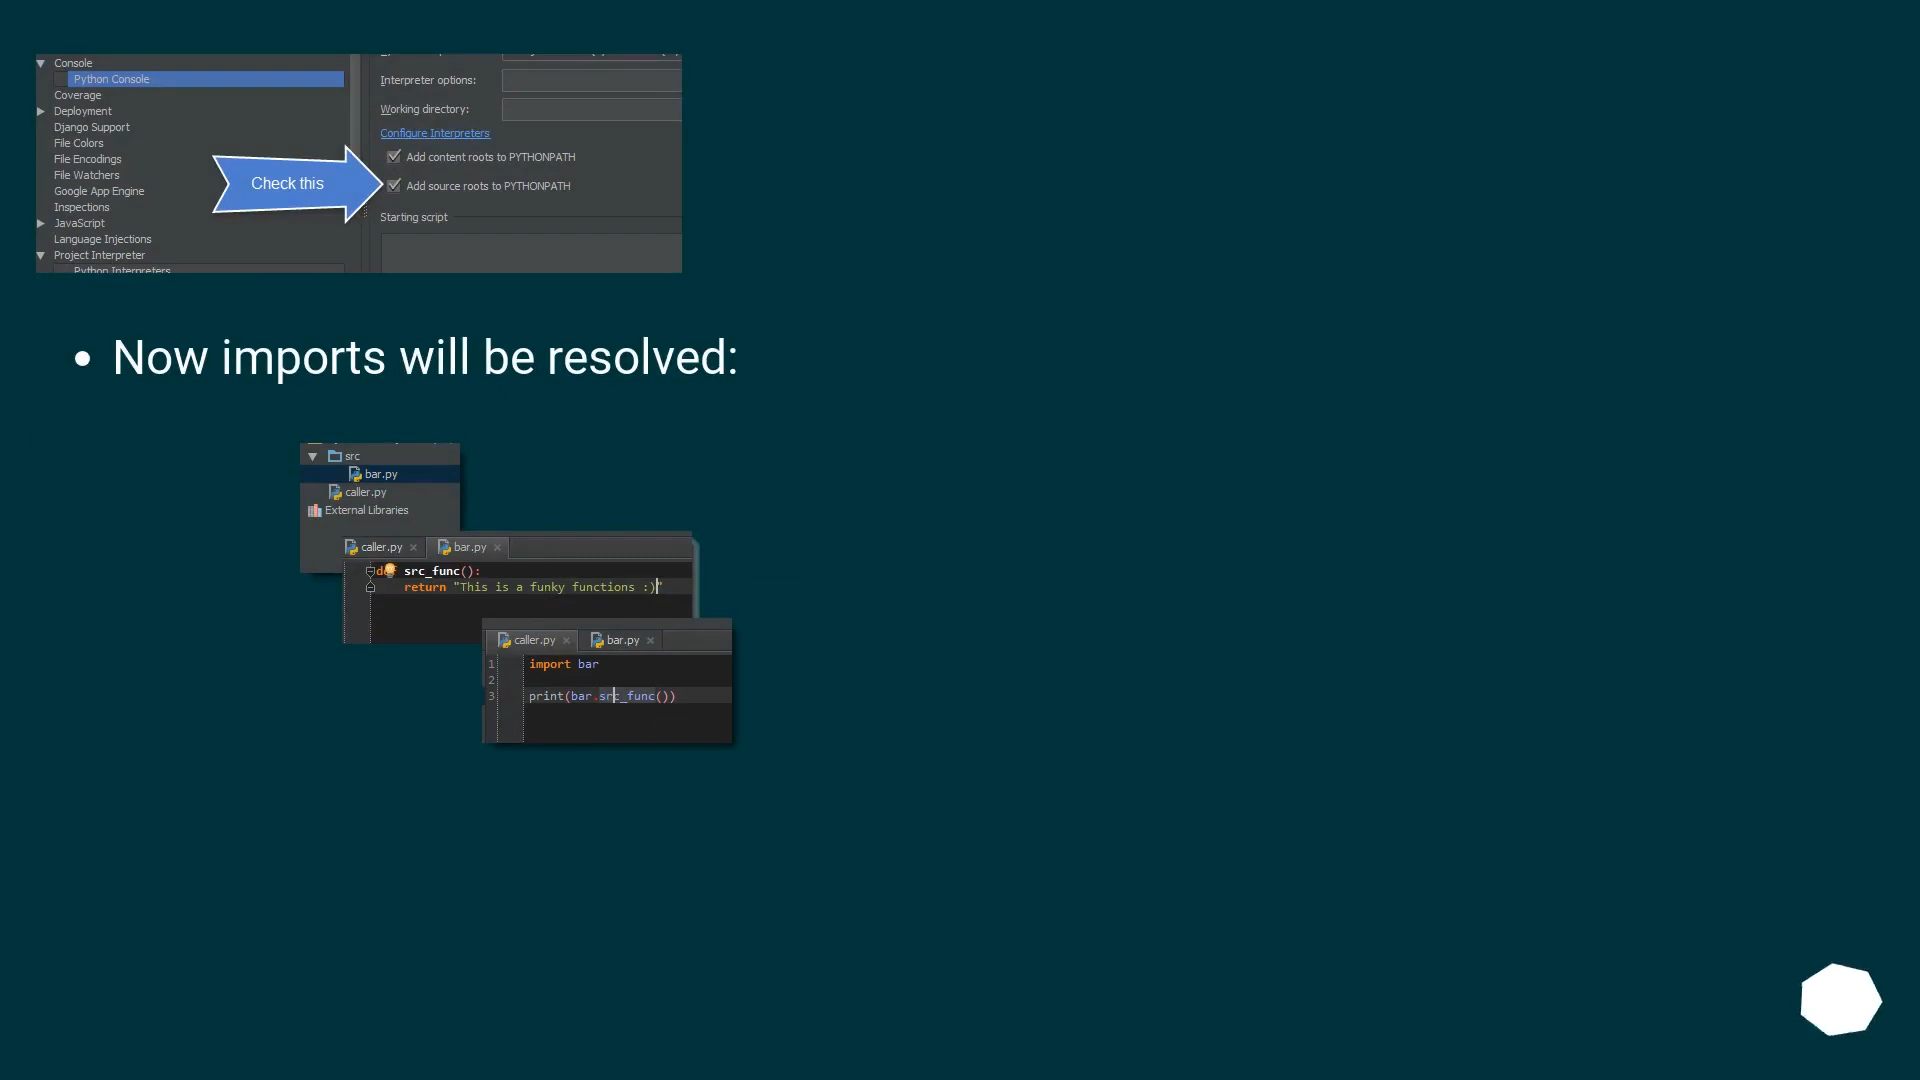 Console
Python Console
Coverage
Deployment
Django Support
File Colors
File Encodings
File Watchers
Google App Engine
Inspections
JavaScript
Language Injections
Project Interpreter
Python Interpreters
Interpreter options:
Working directory:
Configure Interpreters
Add content roots to PYTHONPATH
Check this
Add source roots to PYTHONPATH
Starting script
• Now imports will be resolved:
src
bar.py
caller.py
External Libraries
caller.py × bar.py ×
def src_func():
return "This is a funky functions :)"
caller.py × bar.py ×
1 import bar
2
3 print(bar.src_func())